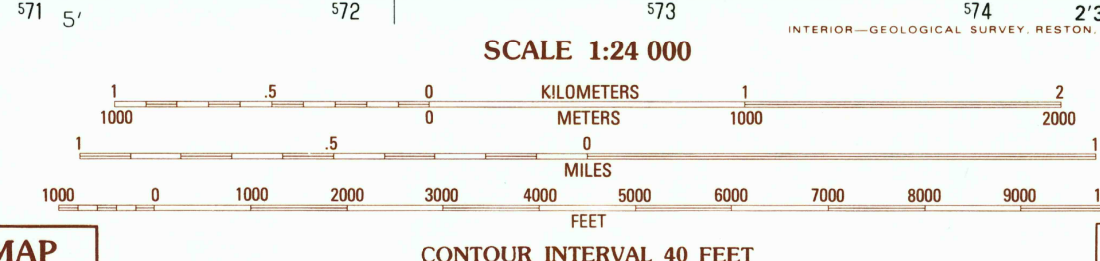 571 5' 572 573 574 2'3
INTERIOR—GEOLOGICAL SURVEY, RESTON,
SCALE 1:24 000
1 .5 0 KILOMETERS 1 2
1000 0 METERS 1000 2000
1 .5 0 1
MILES
1000 0 1000 2000 3000 4000 5000 6000 7000 8000 9000 1
FEET
MAP CONTOUR INTERVAL 40 FEET